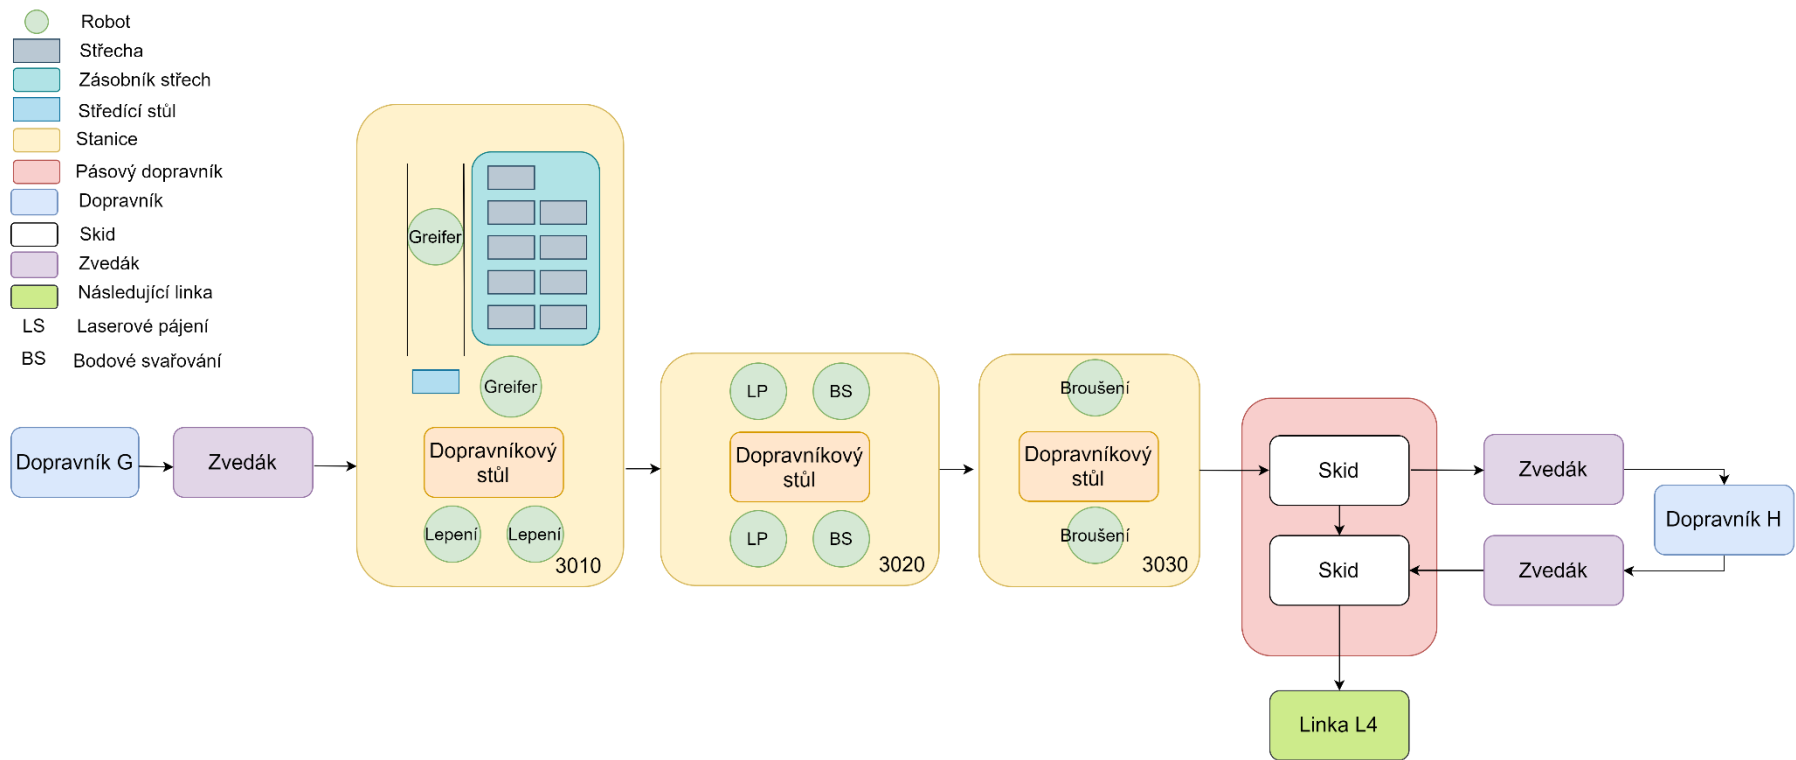 Robot
Střecha
Zásobník střech
Středící stůl
Stanice
Pásový dopravník
Dopravník
Skid
Zvedák
Následující linka
LS Laserové pájení
BS Bodové svařování
Dopravník G
Zvedák
Greifer
Greifer
Dopravníkový
stůl
Lepení
Lepení
3010
LP
BS
Dopravníkový
stůl
LP
BS
3020
Broušení
Dopravníkový
stůl
Broušení
3030
Skid
Skid
Zvedák
Dopravník H
Zvedák
Linka L4